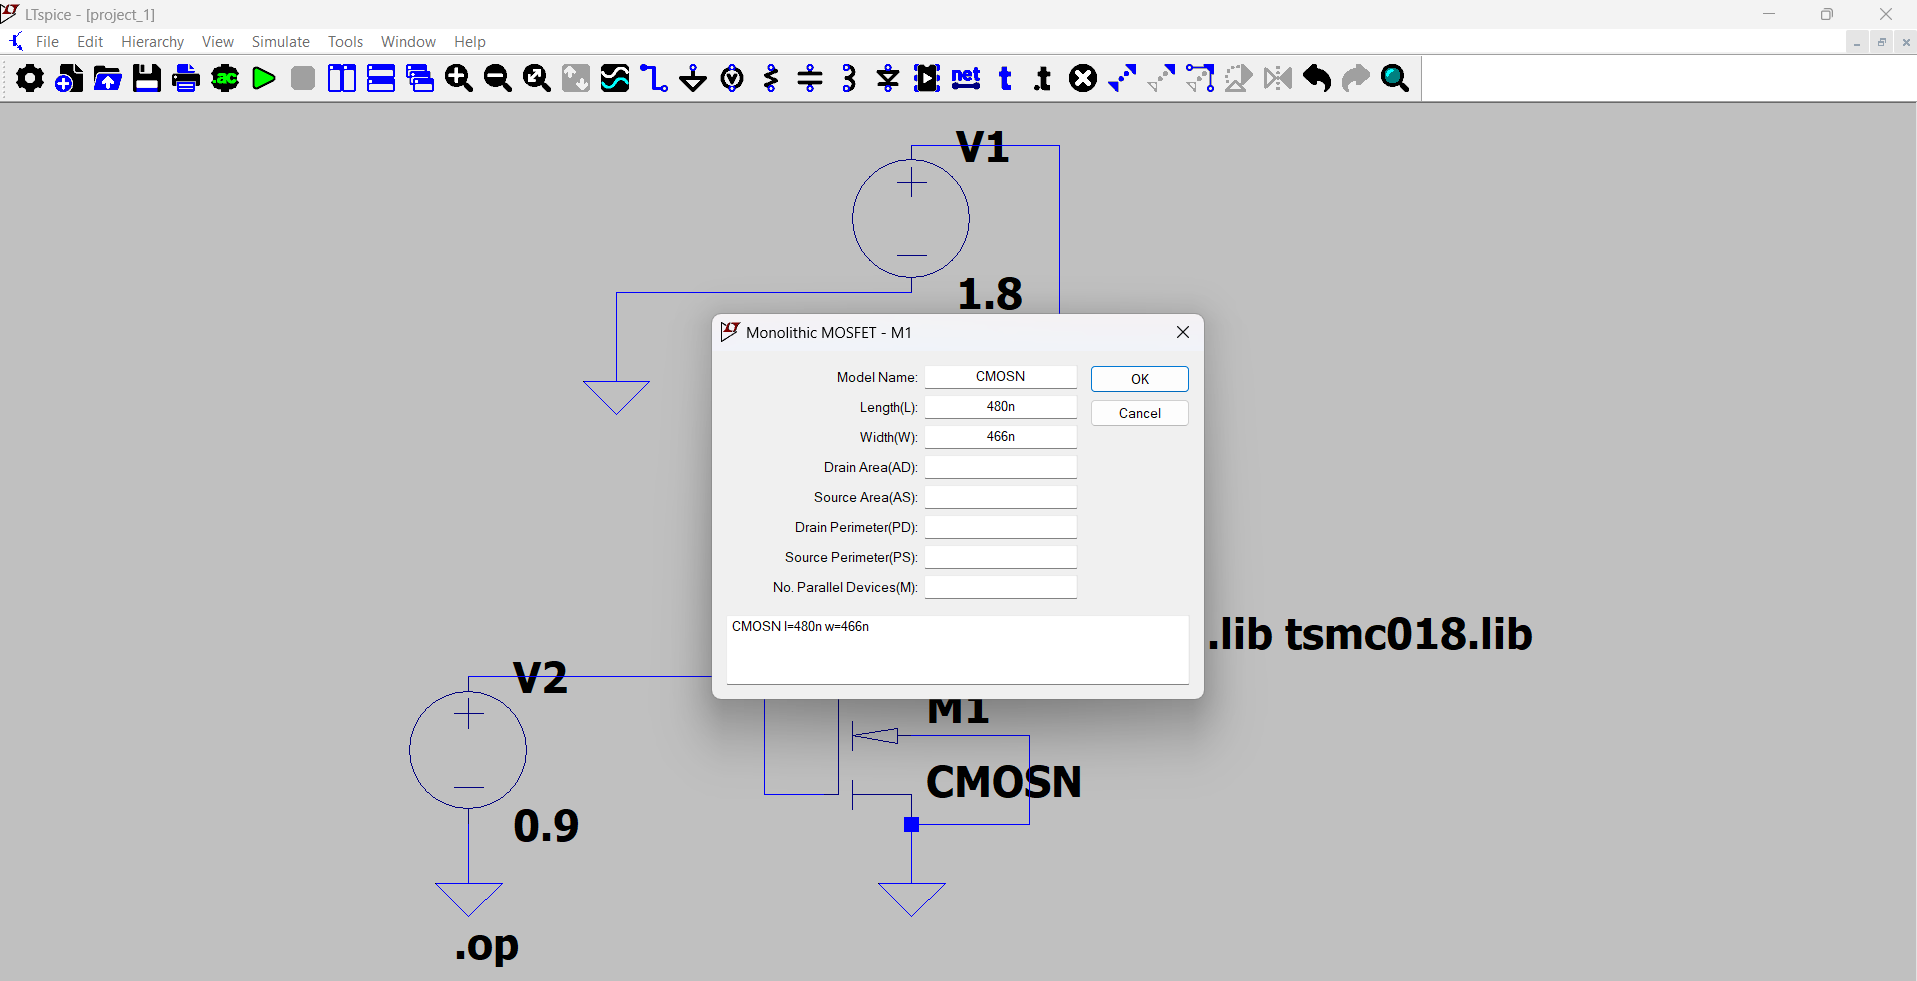 LTspice - [project_1]
File Edit Hierarchy View Simulate Tools Window Help
.ac net t .t
V1
1.8
Monolithic MOSFET - M1
Model Name: CMOSN OK
Length(L): 480n Cancel
Width(W): 466n
Drain Area(AD):
Source Area(AS):
Drain Perimeter(PD):
Source Perimeter(PS):
No. Parallel Devices(M):
CMOSN l=480n w=466n
.lib tsmc018.lib
V2
M1
CMOSN
0.9
.op